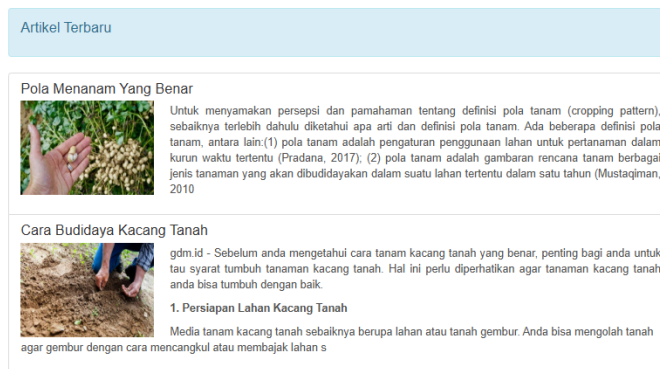 Artikel Terbaru
Pola Menanam Yang Benar
Untuk menyamakan persepsi dan pamahaman tentang definisi pola tanam (cropping pattern),
sebaiknya terlebih dahulu diketahui apa arti dan definisi pola tanam. Ada beberapa definisi pola
tanam, antara lain:(1) pola tanam adalah pengaturan penggunaan lahan untuk pertanaman dalam
kurun waktu tertentu (Pradana, 2017); (2) pola tanam adalah gambaran rencana tanam berbagai
jenis tanaman yang akan dibudidayakan dalam suatu lahan tertentu dalam satu tahun (Mustaqiman,
2010
Cara Budidaya Kacang Tanah
gdm.id - Sebelum anda mengetahui cara tanam kacang tanah yang benar, penting bagi anda untuk
tau syarat tumbuh tanaman kacang tanah. Hal ini perlu diperhatikan agar tanaman kacang tanah
anda bisa tumbuh dengan baik.
1. Persiapan Lahan Kacang Tanah
Media tanam kacang tanah sebaiknya berupa lahan atau tanah gembur. Anda bisa mengolah tanah
agar gembur dengan cara mencangkul atau membajak lahan s